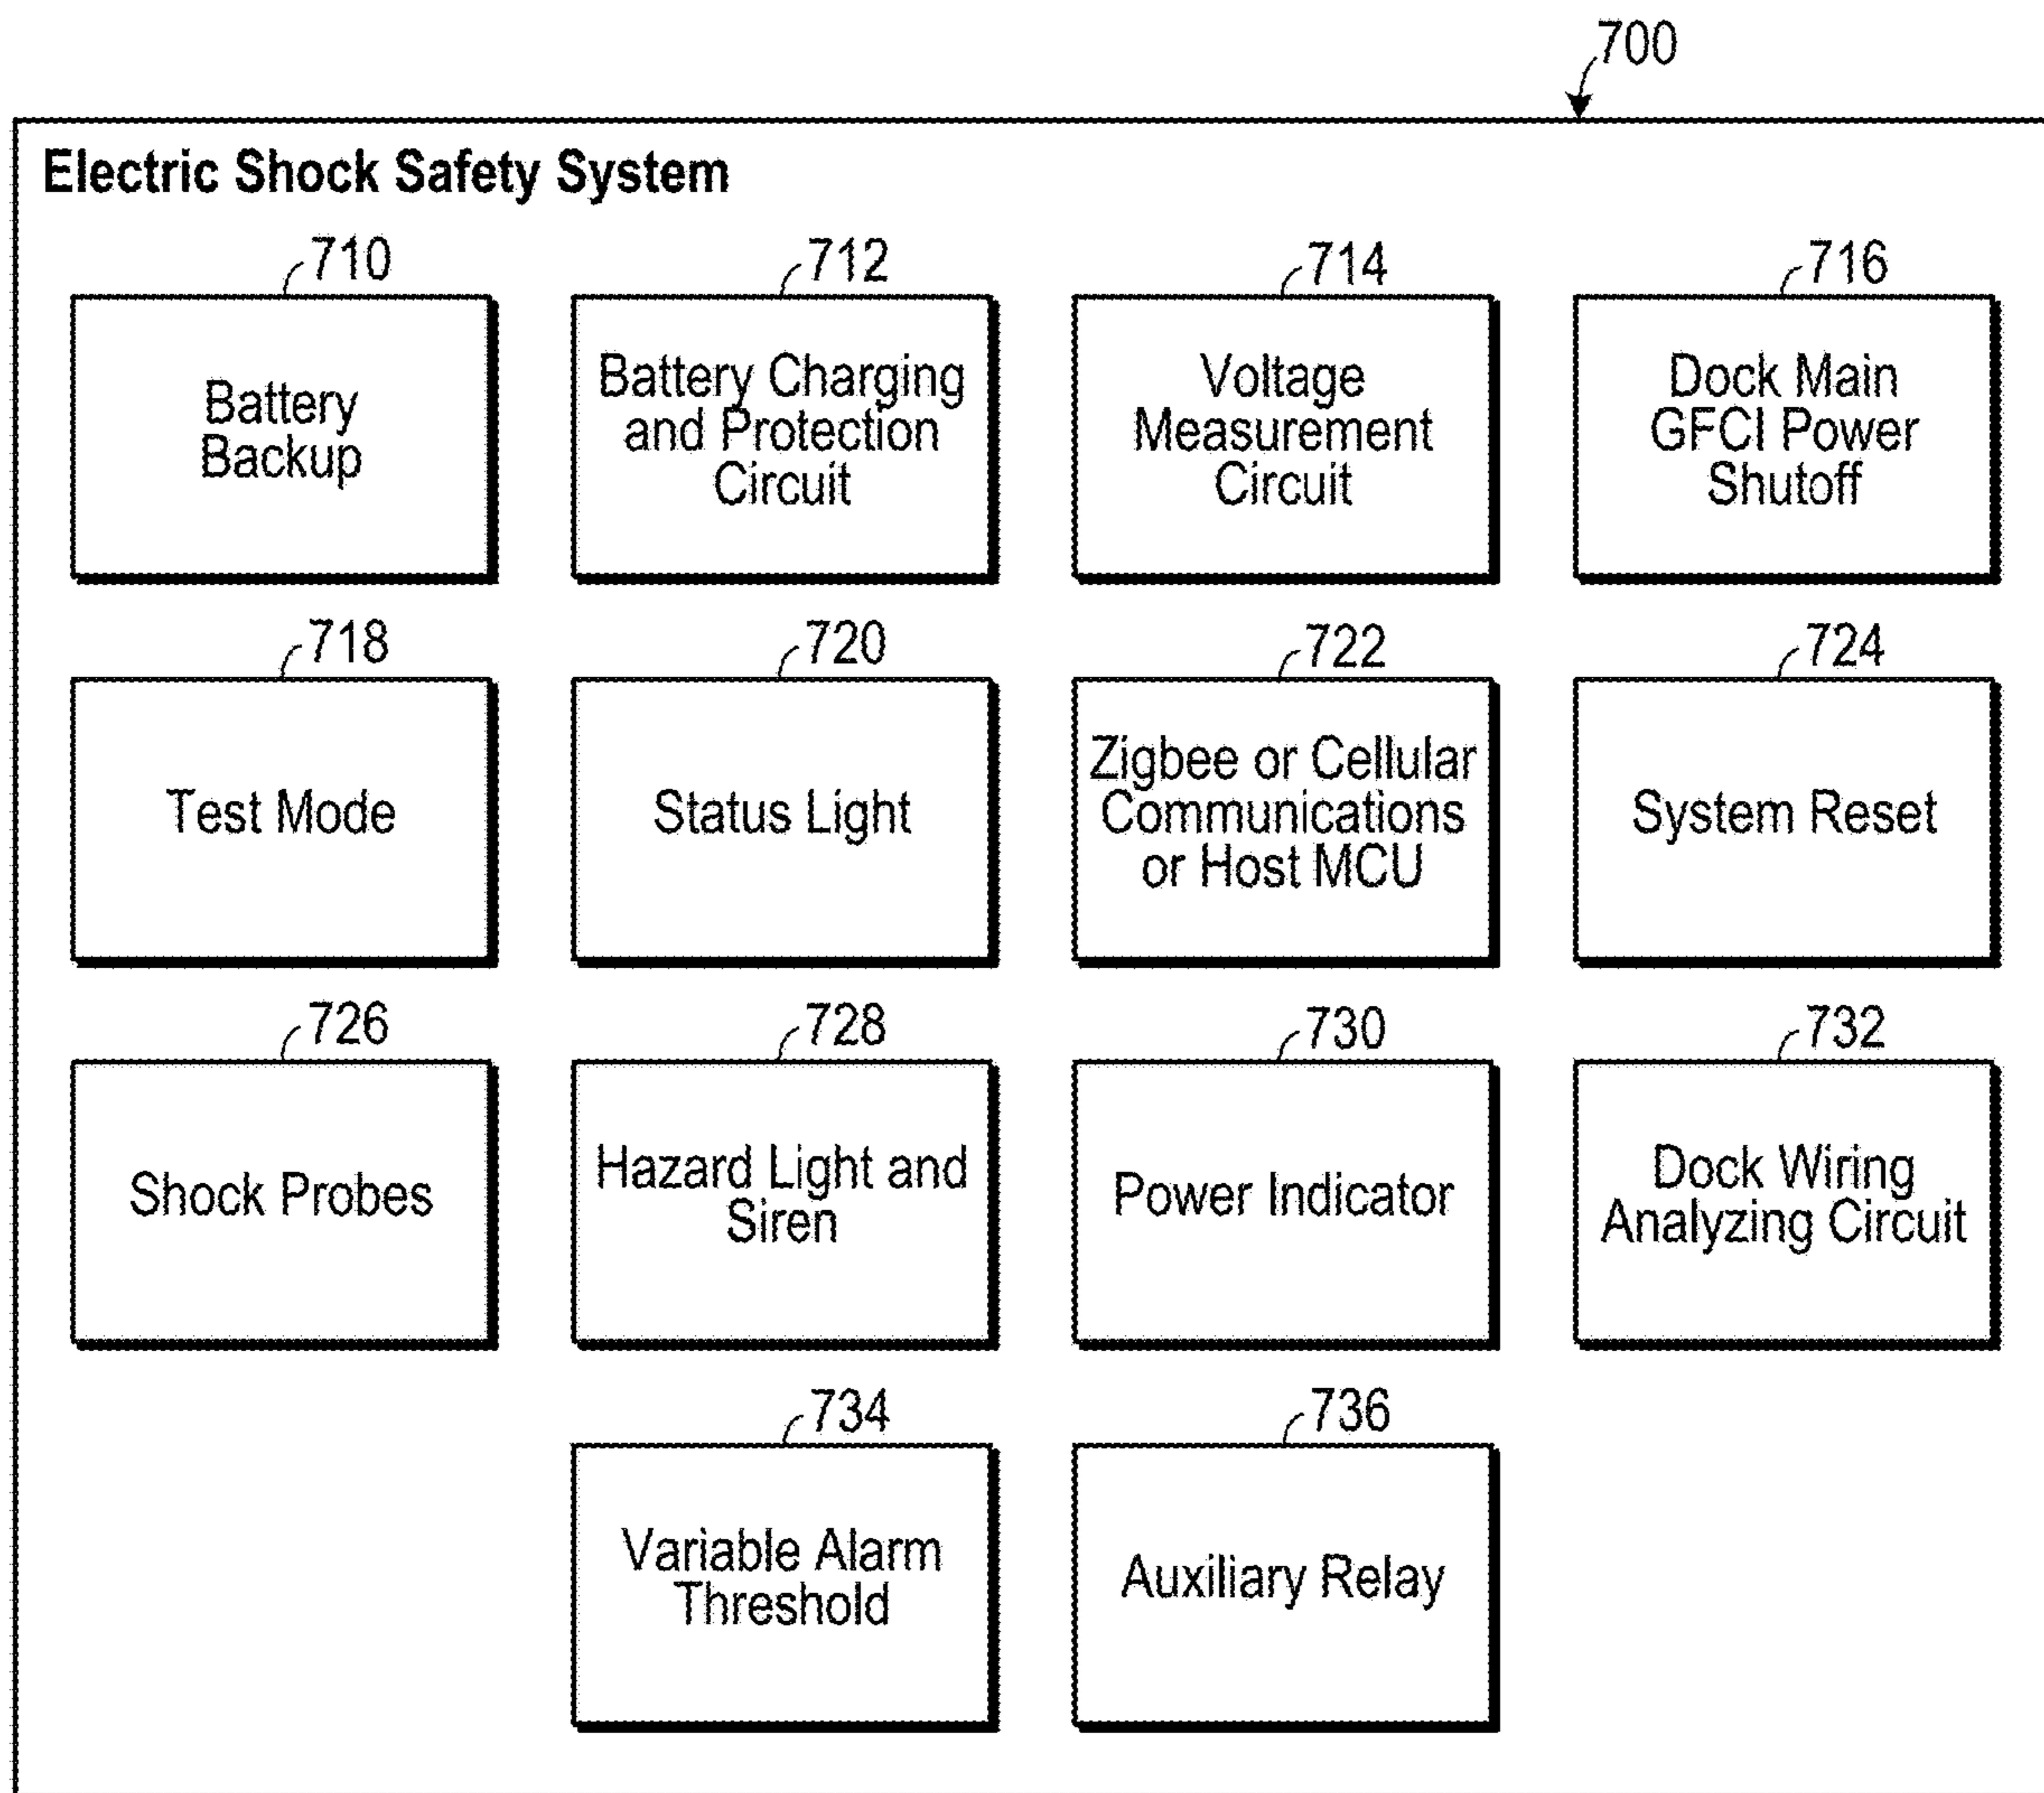 700
Electric Shock Safety System
710
712
714
716
Battery
Backup
Battery Charging
and Protection
Circuit
Voltage
Measurement
Circuit
Dock Main
GFCI Power
Shutoff
718
720
722
724
Test Mode
Status Light
Zigbee or Cellular
Communications
or Host MCU
System Reset
726
728
730
732
Shock Probes
Hazard Light and
Siren
Power Indicator
Dock Wiring
Analyzing Circuit
734
736
Variable Alarm
Threshold
Auxiliary Relay